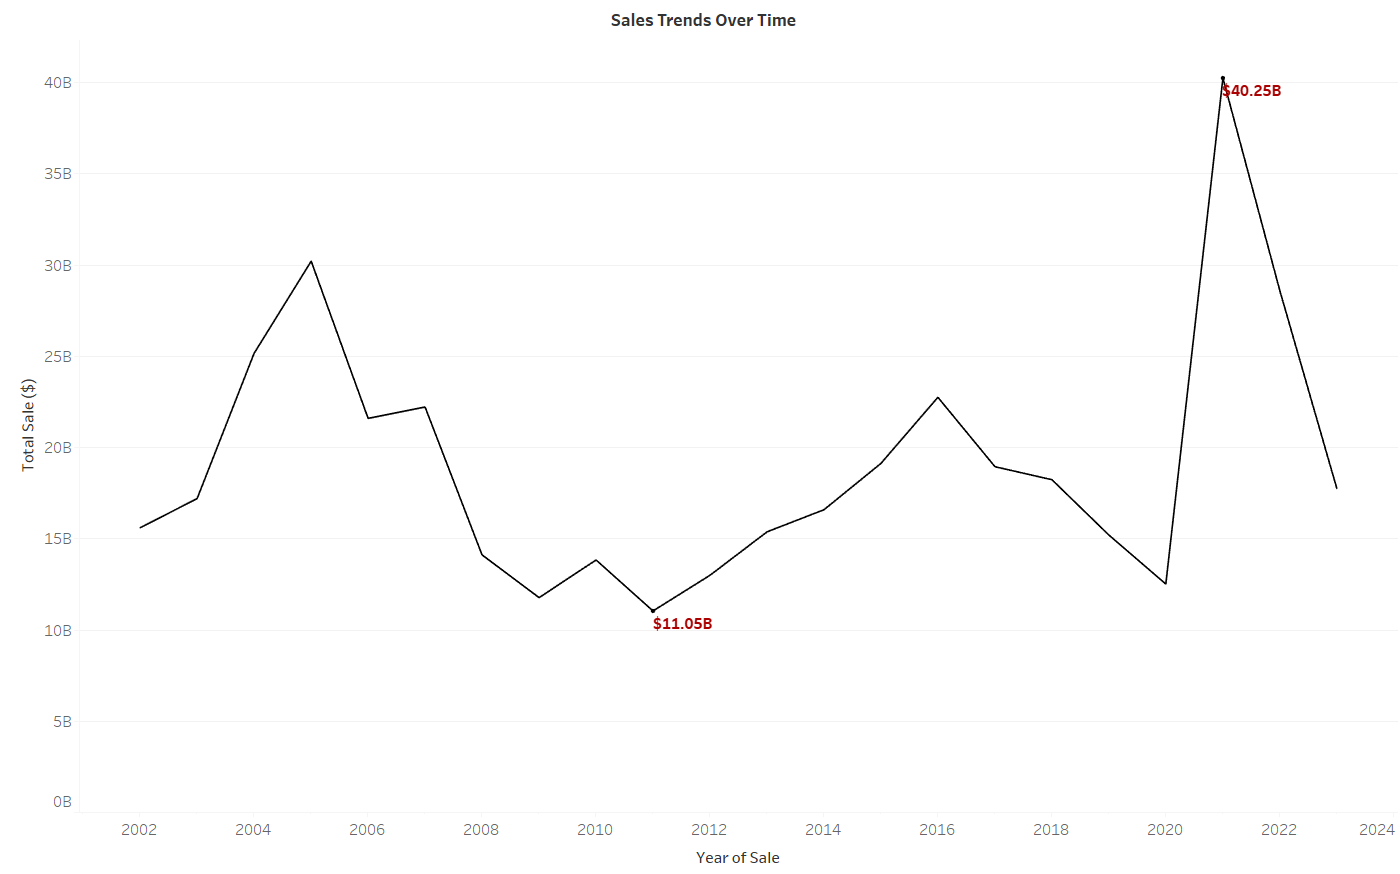 Sales Trends Over Time
40B
35B
30B
25B
20B
15B
10B
5B
0B
Total Sale ($)
$40.25B
$11.05B
2002 2004 2006 2008 2010 2012 2014 2016 2018 2020 2022 2024
Year of Sale